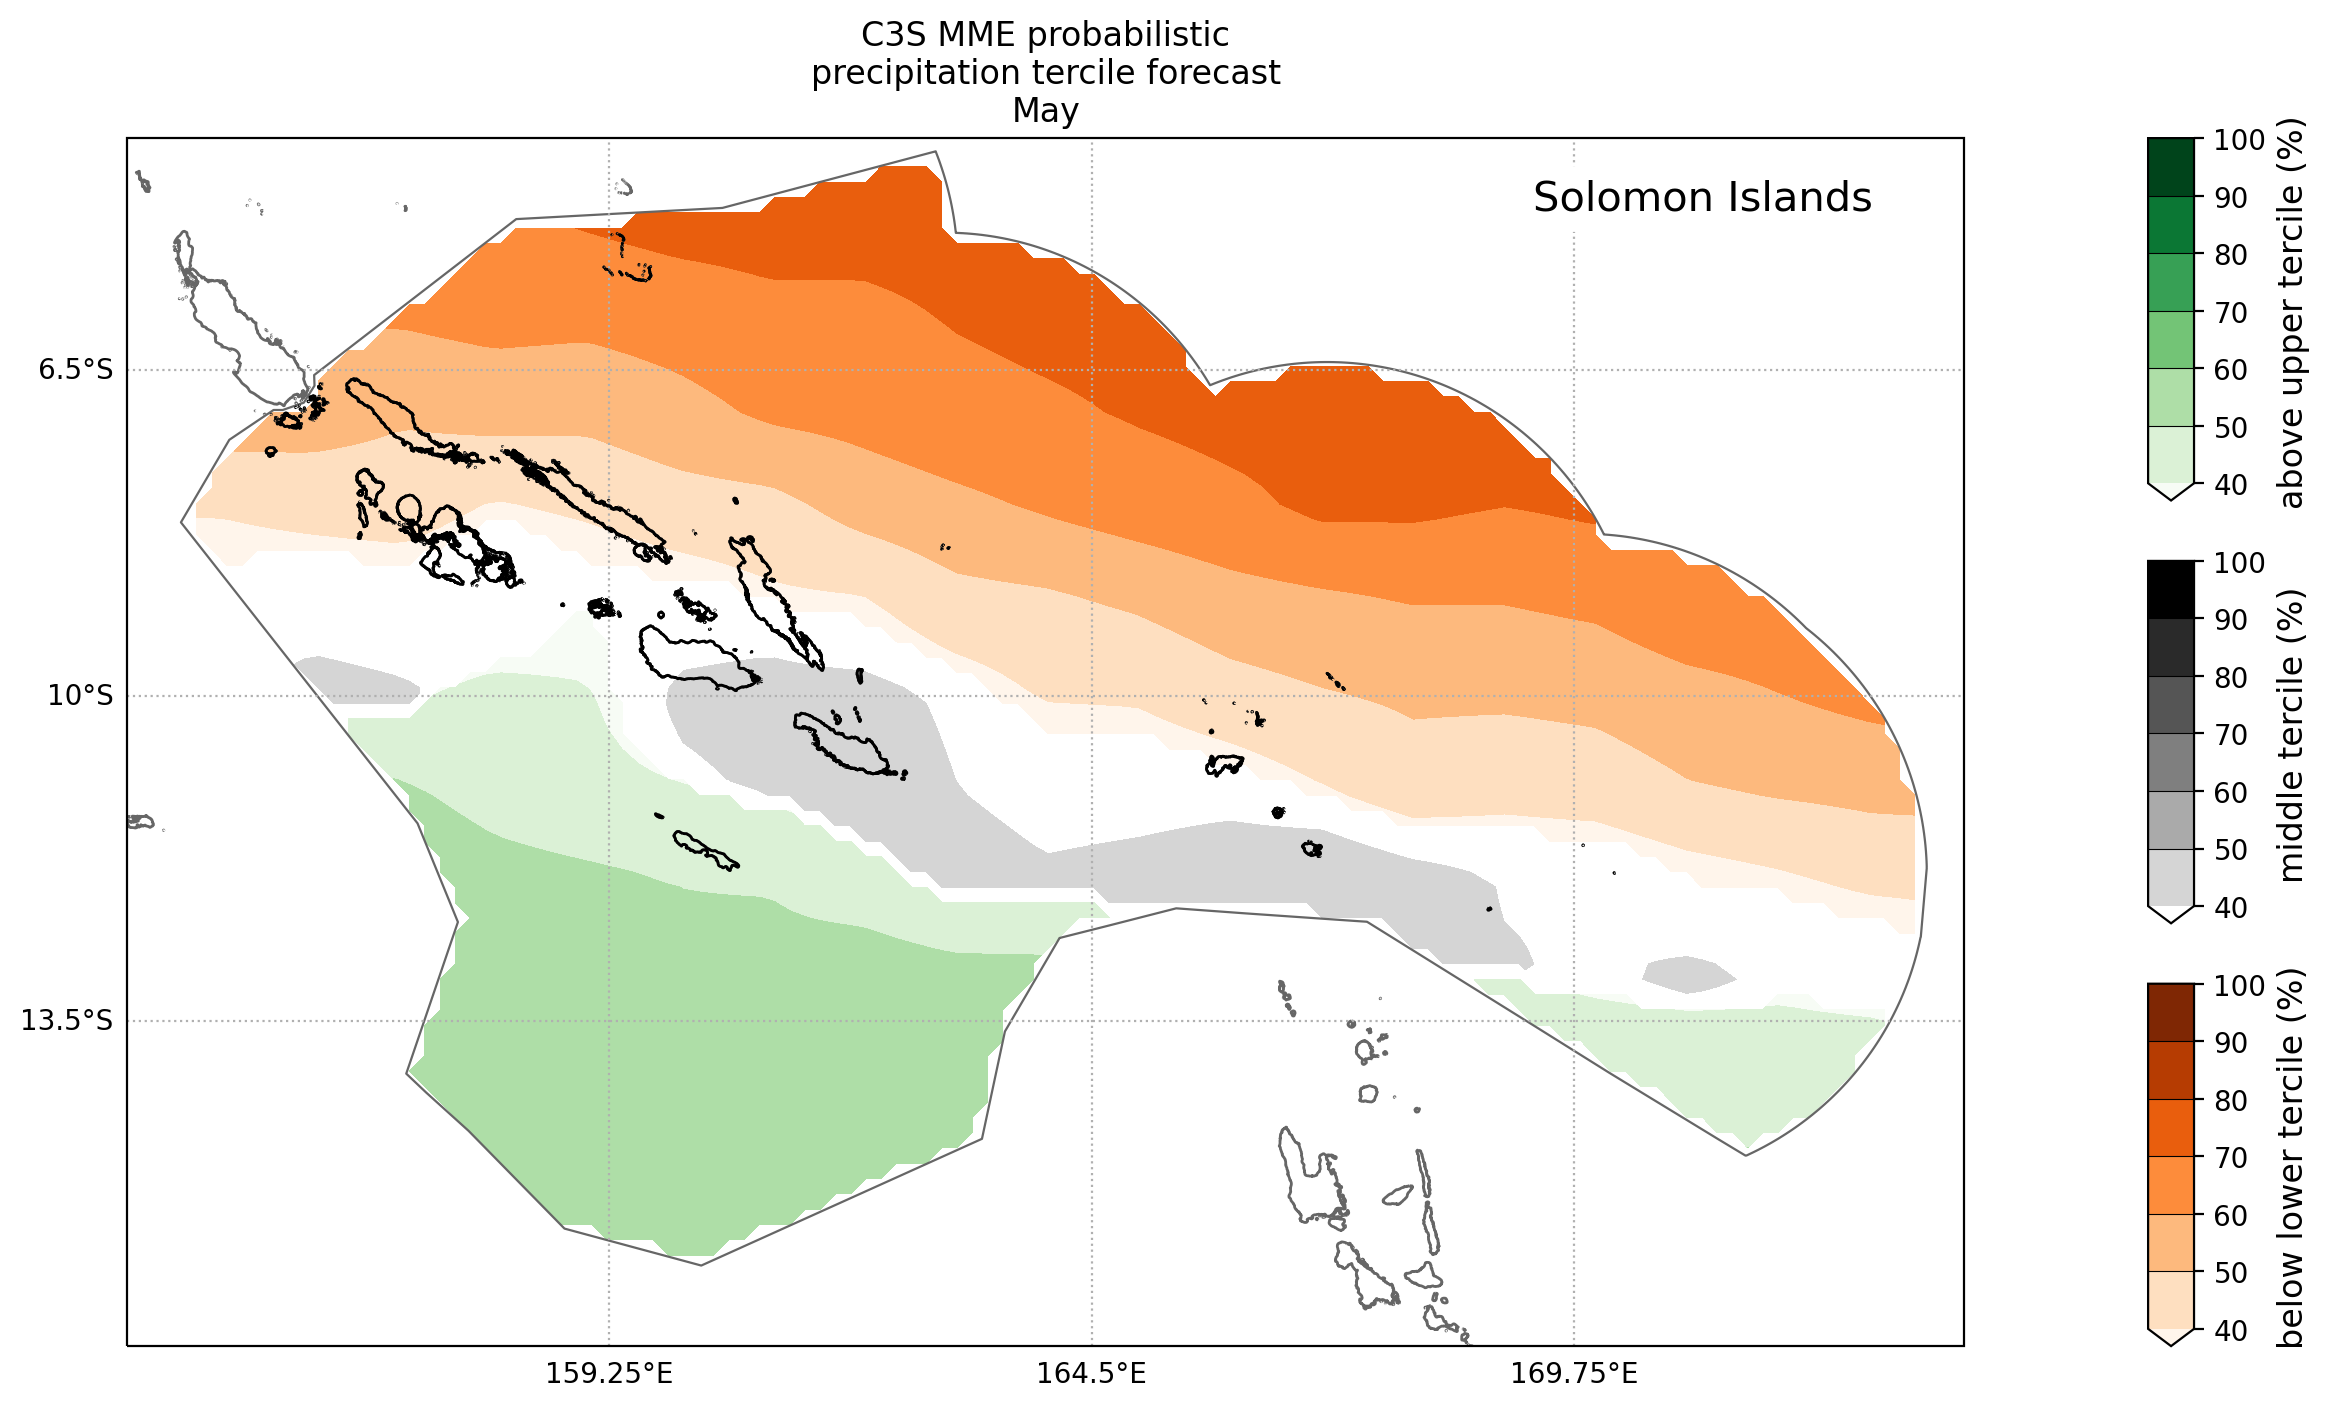 C3S MME probabilistic
precipitation tercile forecast
May
Solomon Islands
6.5°S
10°S
13.5°S
159.25°E
164.5°E
169.75°E
100
90
80
70
60
50
40
above upper tercile (%)
100
90
80
70
60
50
40
middle tercile (%)
100
90
80
70
60
50
40
below lower tercile (%)